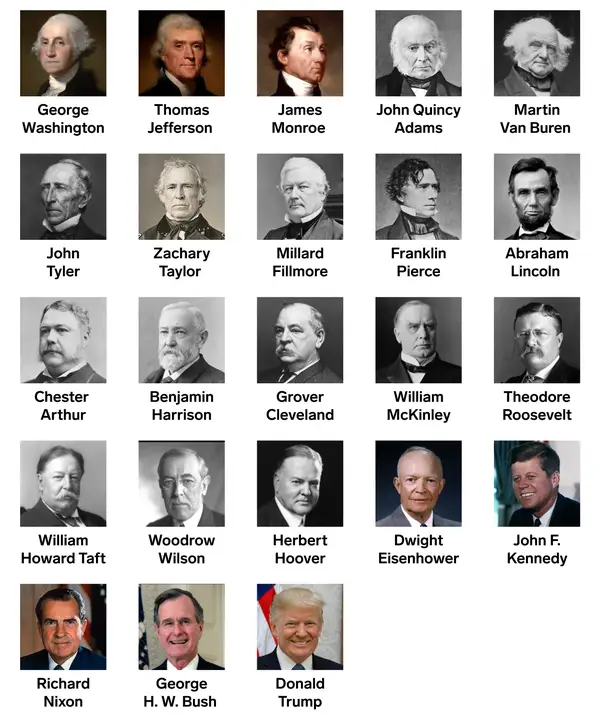 George
Washington
Thomas
Jefferson
James
Monroe
John Quincy
Adams
Martin
Van Buren
John
Tyler
Zachary
Taylor
Millard
Fillmore
Franklin
Pierce
Abraham
Lincoln
Chester
Arthur
Benjamin
Harrison
Grover
Cleveland
William
McKinley
Theodore
Roosevelt
William
Howard Taft
Woodrow
Wilson
Herbert
Hoover
Dwight
Eisenhower
John F.
Kennedy
Richard
Nixon
George
H. W. Bush
Donald
Trump